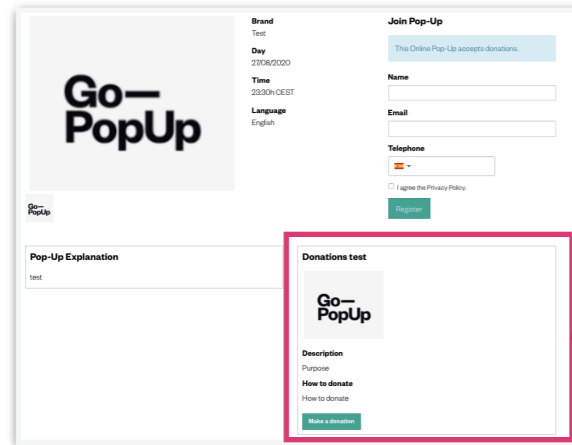 Go—
PopUp
Go—
PopUp
Brand
Test
Day
27/08/2020
Time
23:30h CEST
Language
English
Join Pop-Up
This Online Pop-Up accepts donations.
Name
Email
Telephone
I agree the Privacy Policy.
Register
Pop-Up Explanation
test
Donations test
Go—
PopUp
Description
Purpose
How to donate
How to donate
Make a donation